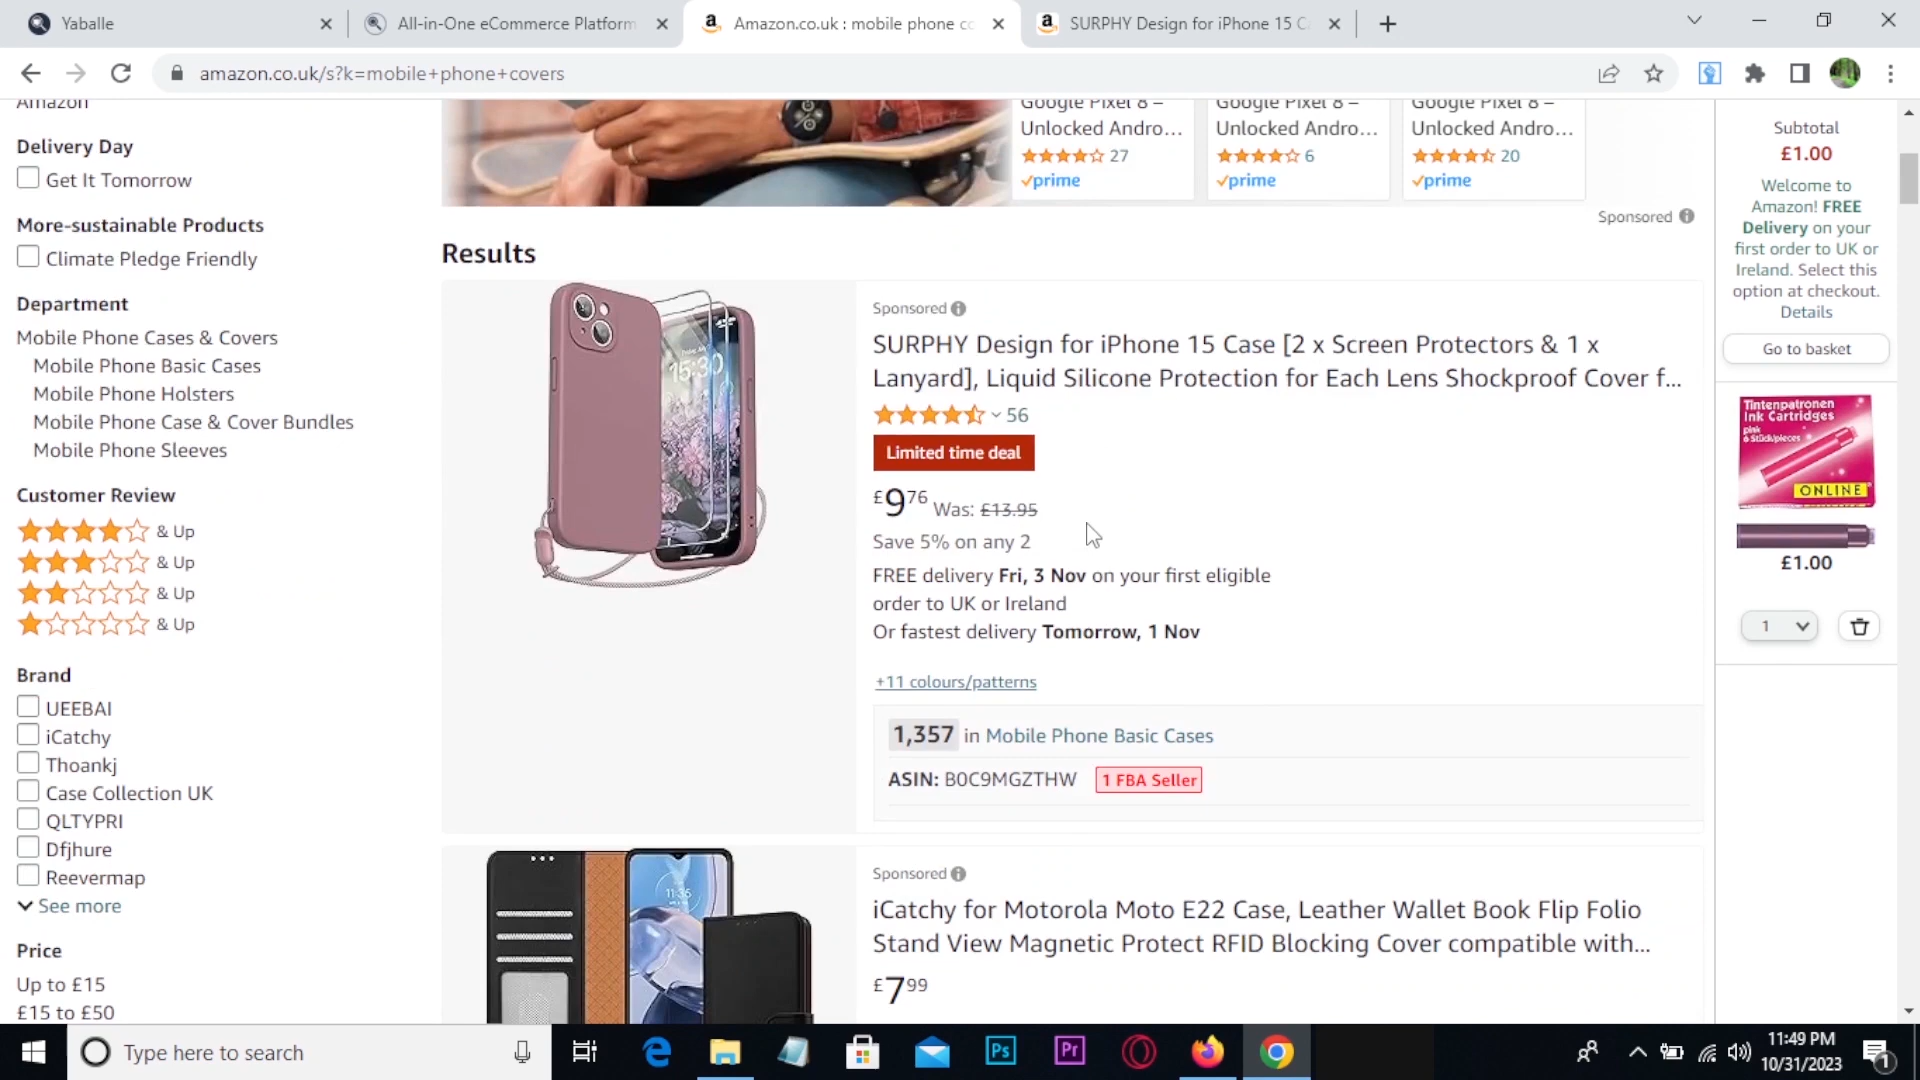 Yaballe
All-in-One eCommerce Platform
Amazon.co.uk : mobile phone co
SURPHY Design for iPhone 15 C
amazon.co.uk/s?k=mobile+phone+covers
Amazon
Delivery Day
Get It Tomorrow
More-sustainable Products
Climate Pledge Friendly
Department
Mobile Phone Cases & Covers
Mobile Phone Basic Cases
Mobile Phone Holsters
Mobile Phone Case & Cover Bundles
Mobile Phone Sleeves
Customer Review
& Up
& Up
& Up
& Up
Brand
UEEBAI
iCatchy
Thoankj
Case Collection UK
QLTYPRI
Dfjhure
Reevermap
See more
Price
Up to £15
£15 to £50
Google Pixel 8 –
Unlocked Andro...
27
prime
Google Pixel 8 –
Unlocked Andro...
6
prime
Google Pixel 8 –
Unlocked Andro...
20
prime
Sponsored
Results
15:30
Sponsored
SURPHY Design for iPhone 15 Case [2 x Screen Protectors & 1 x
Lanyard], Liquid Silicone Protection for Each Lens Shockproof Cover f...
56
Limited time deal
£9.76 Was: £13.95
Save 5% on any 2
FREE delivery Fri, 3 Nov on your first eligible
order to UK or Ireland
Or fastest delivery Tomorrow, 1 Nov
+11 colours/patterns
1,357 in Mobile Phone Basic Cases
ASIN: B0C9MGZTHW 1 FBA Seller
11:35
Sponsored
iCatchy for Motorola Moto E22 Case, Leather Wallet Book Flip Folio
Stand View Magnetic Protect RFID Blocking Cover compatible with...
£7.99
Subtotal
£1.00
Welcome to
Amazon! FREE
Delivery on your
first order to UK or
Ireland. Select this
option at checkout.
Details
Go to basket
Tintenpatronen
Ink Cartridges
pink
6 Stück/pieces
ONLINE
£1.00
1
Type here to search
Ps
Pr
11:49 PM
10/31/2023
1